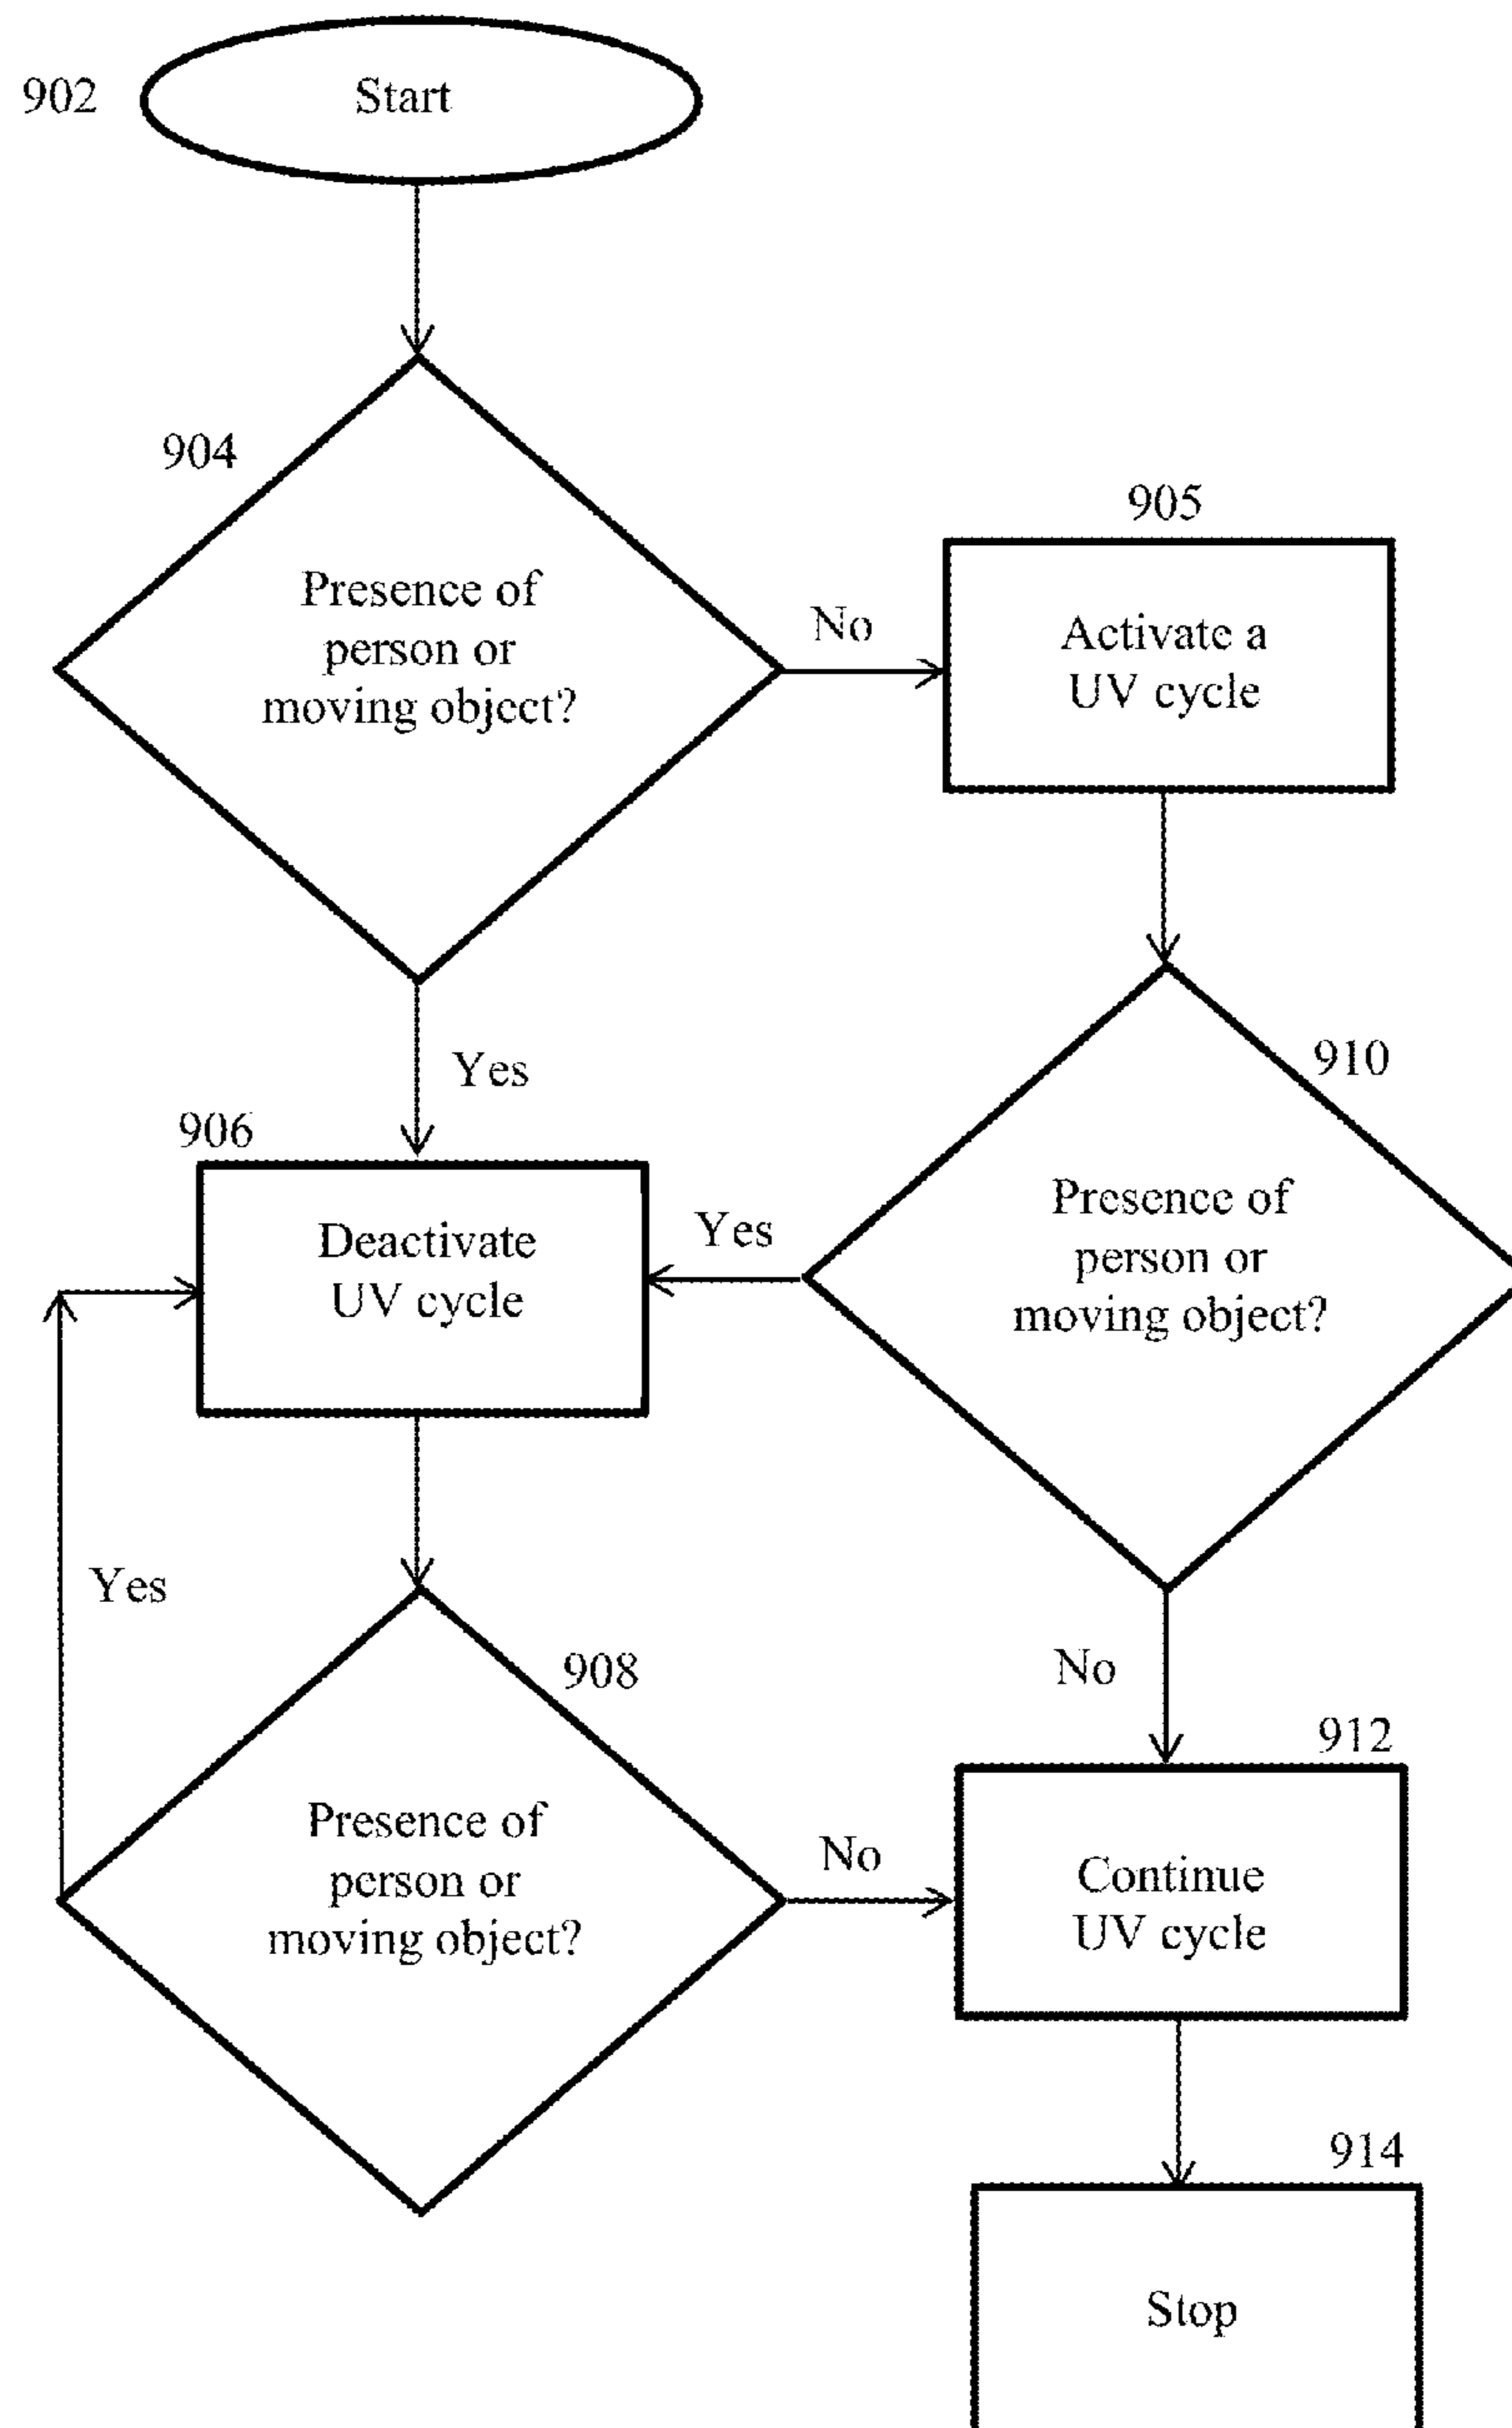 902
Start
904
Presence of
person or
moving object?
No
905
Activate a
UV cycle
Yes
906
Deactivate
UV cycle
Yes
910
Presence of
person or
moving object?
Yes
908
Presence of
person or
moving object?
No
No
912
Continue
UV cycle
914
Stop